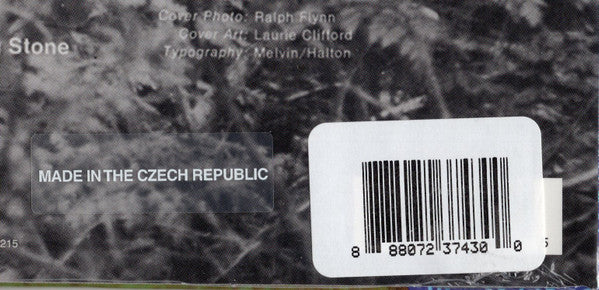 Cover Photo: Ralph Flynn
Cover Art: Laurie Clifford
Typography: Melvin/Halton
Stone
MADE IN THE CZECH REPUBLIC
215
8 88072 37430 0
5